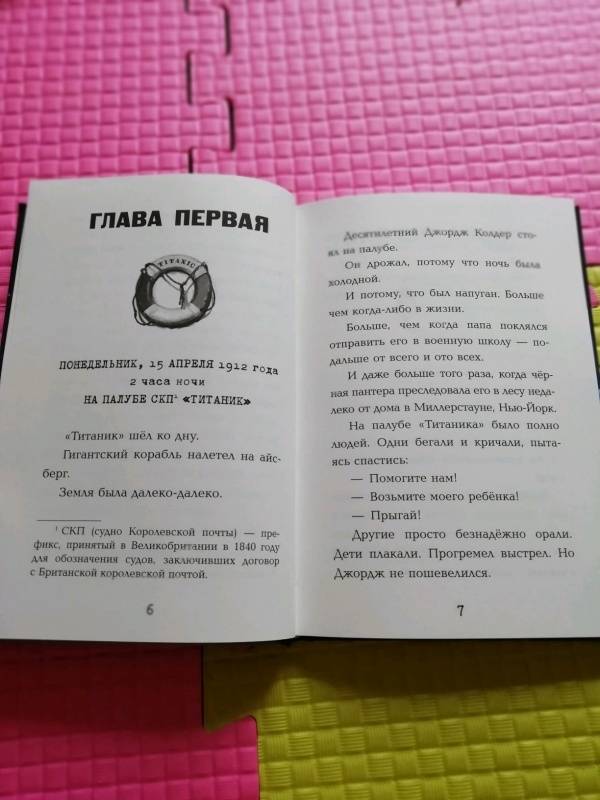 ГЛАВА ПЕРВАЯ
TITANIC
ПОНЕДЕЛЬНИК, 15 АПРЕЛЯ 1912 года
2 часа ночи
НА ПАЛУБЕ СКП¹ «ТИТАНИК»
«Титаник» шёл ко дну.
Гигантский корабль налетел на айс-
берг.
Земля была далеко-далеко.
¹ СКП (судно Королевской почты) — пре-
фикс, принятый в Великобритании в 1840 году
для обозначения судов, заключивших договор
с Британской королевской почтой.
6
Десятилетний Джордж Колдер сто-
ял на палубе.
Он дрожал, потому что ночь была
холодной.
И потому, что был напуган. Больше
чем когда-либо в жизни.
Больше, чем когда папа поклялся
отправить его в военную школу — по-
дальше от всего и ото всех.
И даже больше того раза, когда чёр-
ная пантера преследовала его в лесу неда-
леко от дома в Миллерстауне, Нью-Йорк.
На палубе «Титаника» было полно
людей. Одни бегали и кричали, пыта-
ясь спастись:
— Помогите нам!
— Возьмите моего ребёнка!
— Прыгай!
Другие просто безнадёжно орали.
Дети плакали. Прогремел выстрел. Но
Джордж не пошевелился.
7